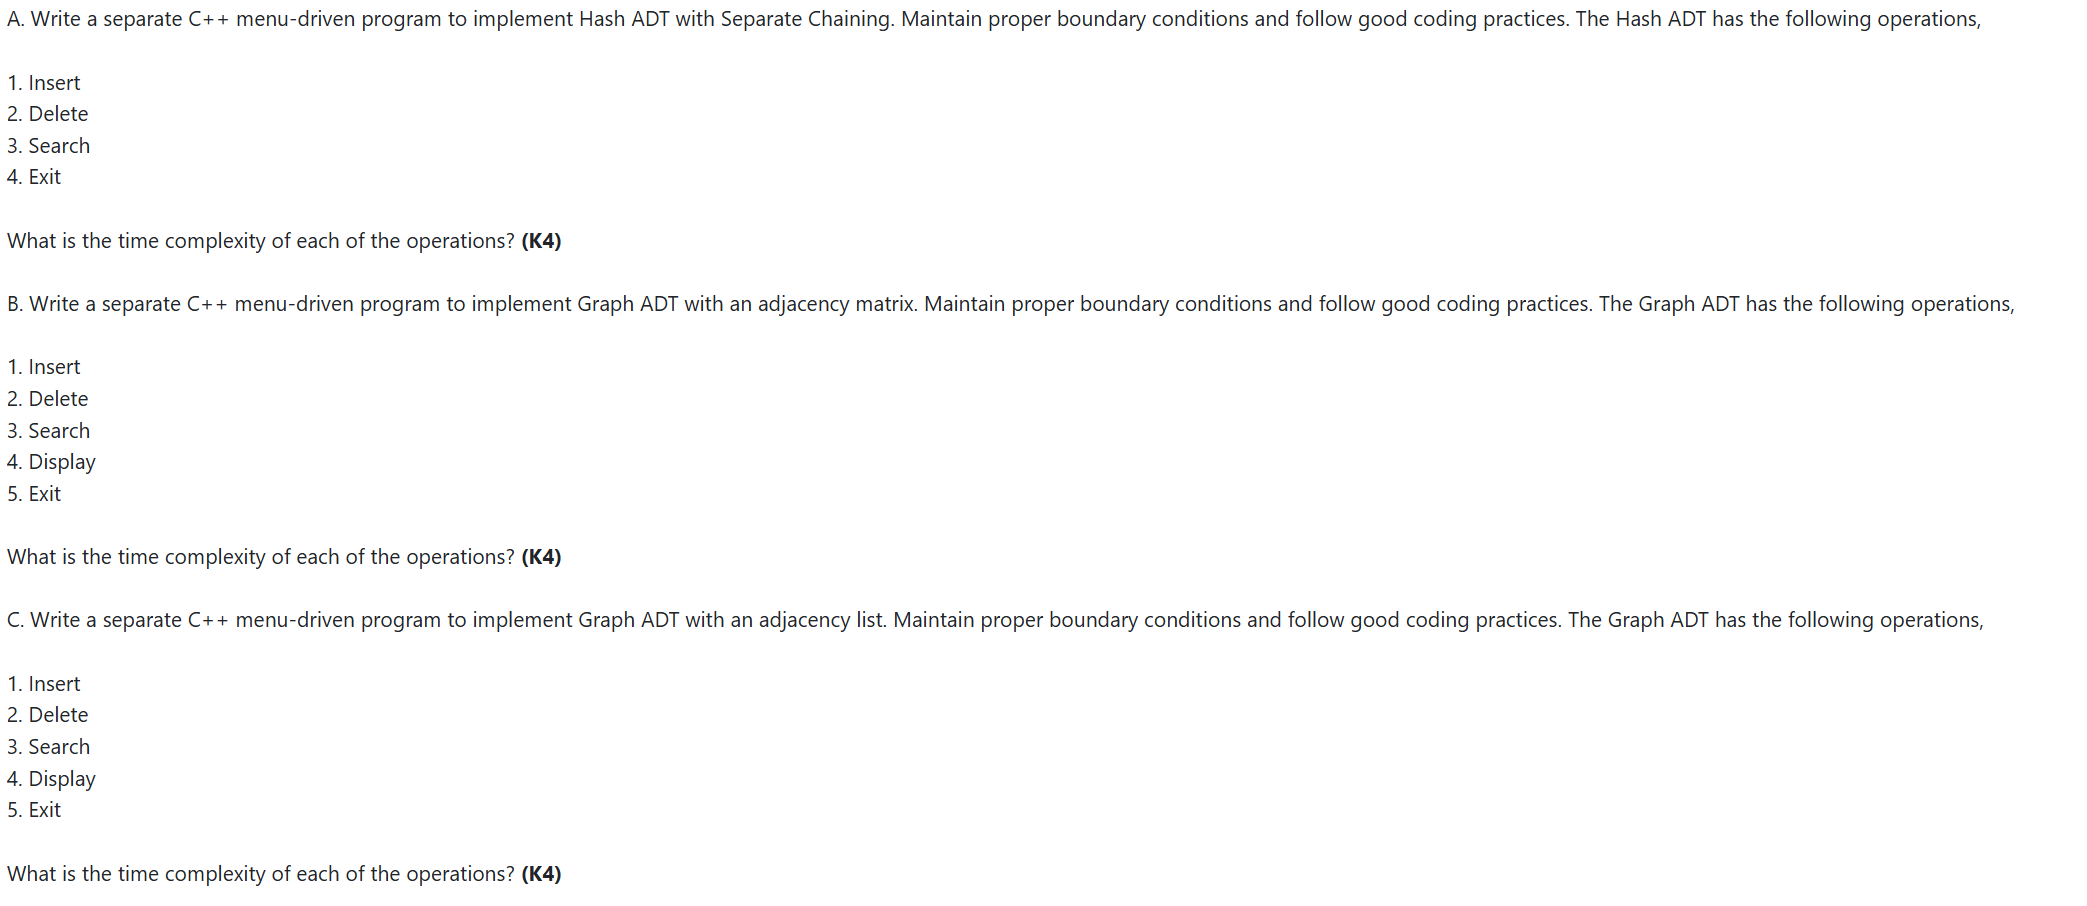 A. Write a separate C++ menu-driven program to implement Hash ADT with Separate Chaining. Maintain proper boundary conditions and follow good coding practices. The Hash ADT has the following operations,
1. Insert
2. Delete
3. Search
4. Exit
What is the time complexity of each of the operations? (K4)
B. Write a separate C++ menu-driven program to implement Graph ADT with an adjacency matrix. Maintain proper boundary conditions and follow good coding practices. The Graph ADT has the following operations,
1. Insert
2. Delete
3. Search
4. Display
5. Exit
What is the time complexity of each of the operations? (K4)
C. Write a separate C++ menu-driven program to implement Graph ADT with an adjacency list. Maintain proper boundary conditions and follow good coding practices. The Graph ADT has the following operations,
1. Insert
2. Delete
3. Search
4. Display
5. Exit
What is the time complexity of each of the operations? (K4)